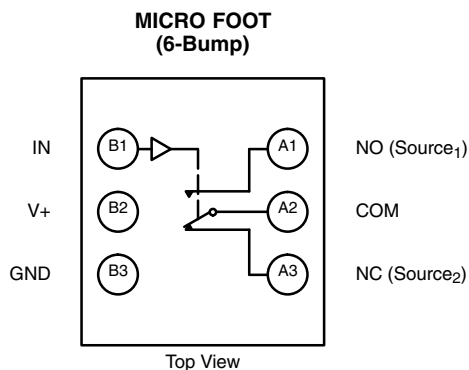 MICRO FOOT
(6-Bump)
IN B1 A1 NO (Source1)
V+ B2 A2 COM
GND B3 A3 NC (Source2)
Top View